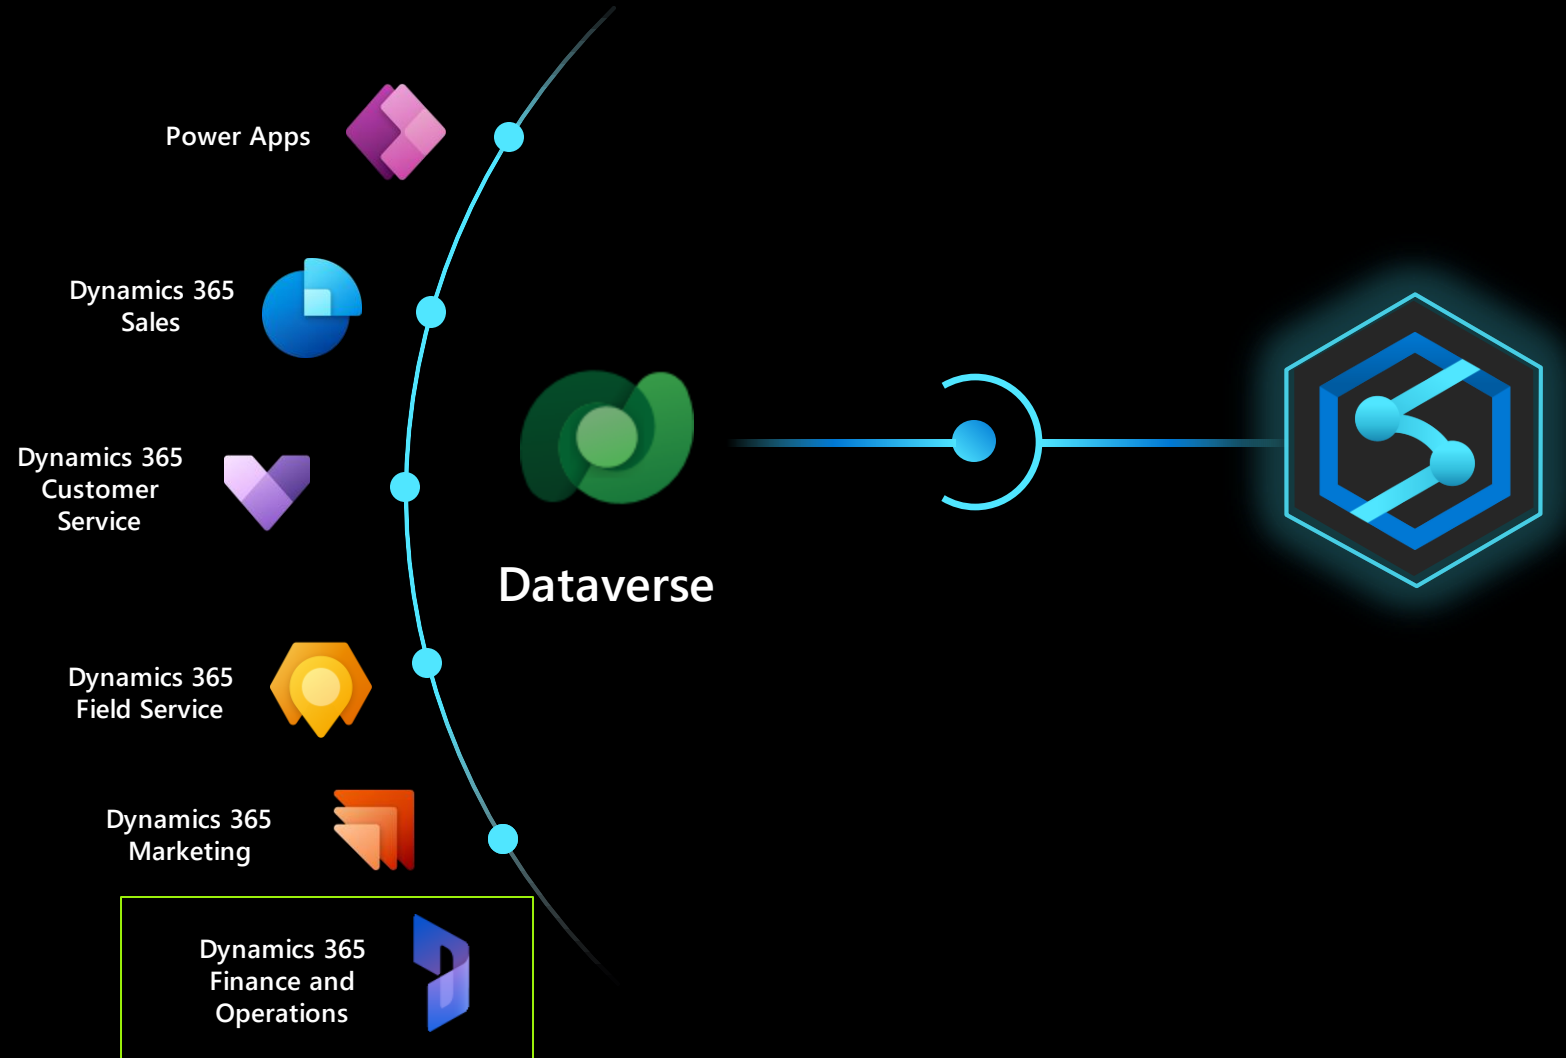 Power Apps
Dynamics 365
Sales
Dynamics 365
Customer
Service
Dataverse
Dynamics 365
Field Service
Dynamics 365
Marketing
Dynamics 365
Finance and
Operations